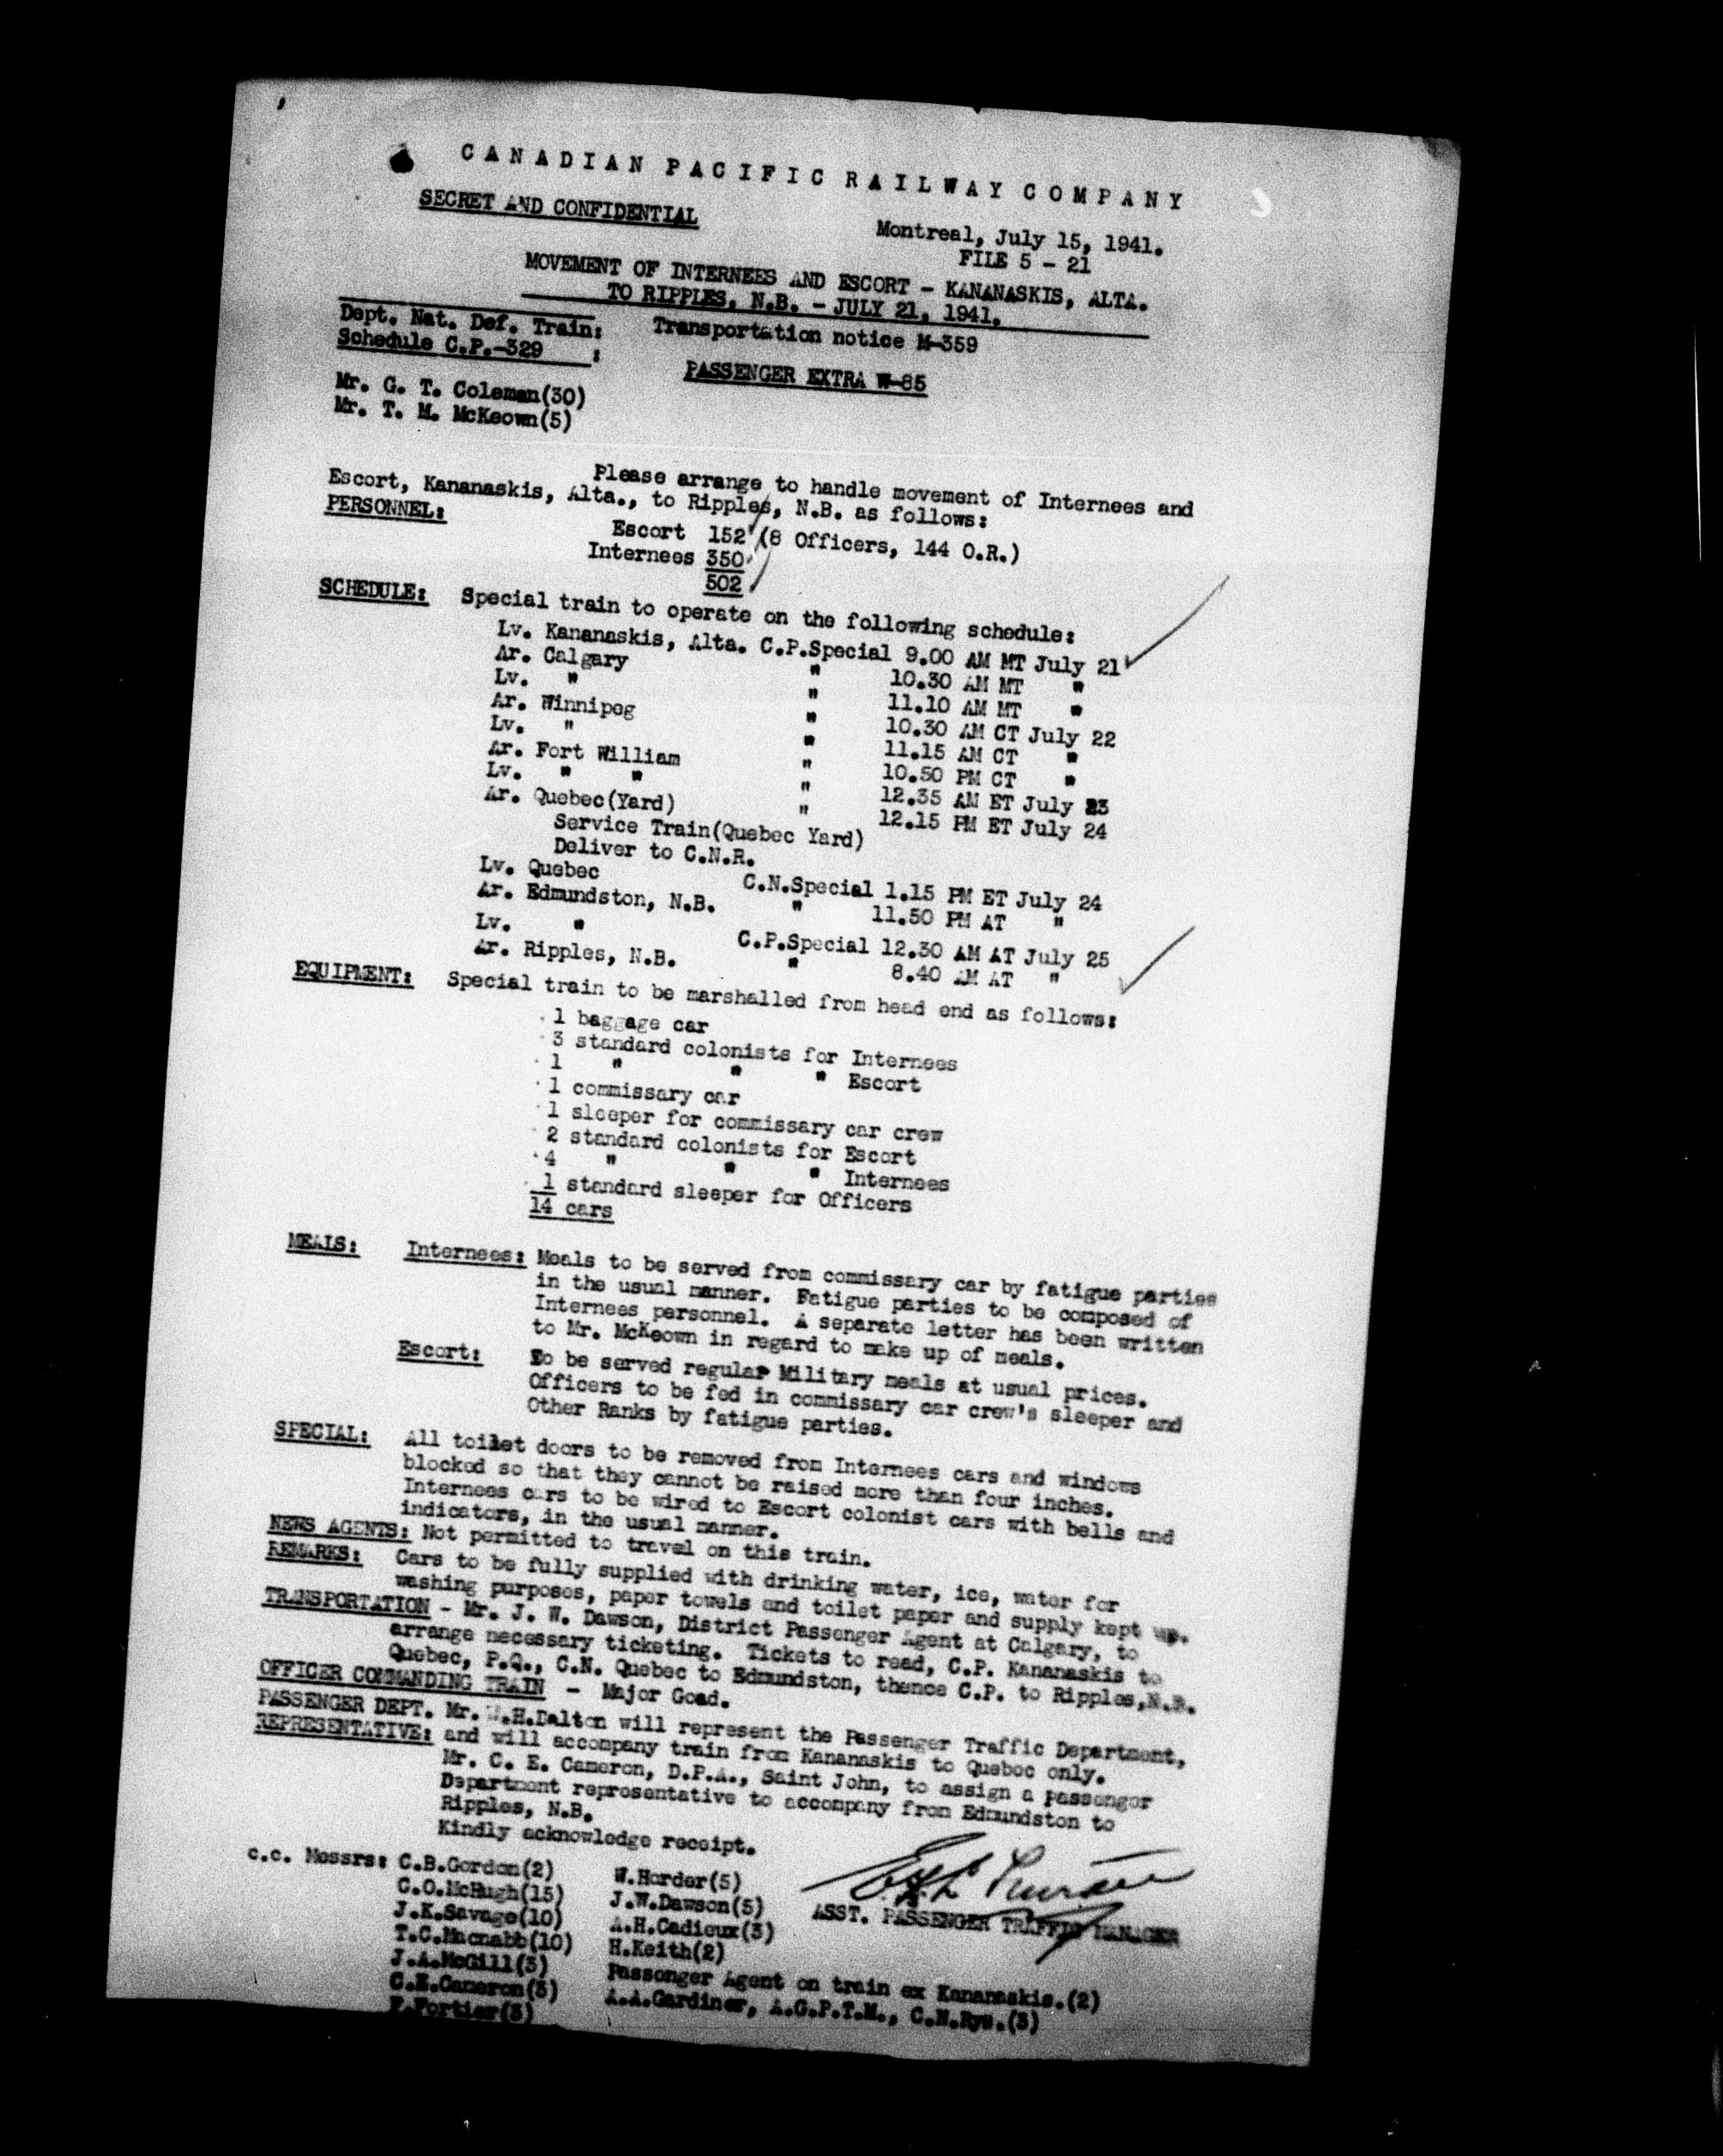 CANADIAN PACIFIC RAILWAY COMPANY
SECRET AND CONFIDENTIAL
Montreal, July 15, 1941.
FILE 5 - 21
MOVEMENT OF INTERNEES AND ESCORT - KANANASKIS, ALTA.
TO RIPPLES, N.B. - JULY 21, 1941.
Dept. Nat. Def. Train: Transportation notice M-359
Schedule C.P.-329 :
PASSENGER EXTRA W-85
Mr. G. T. Coleman(30)
Mr. T. M. McKeown(5)
Please arrange to handle movement of Internees and
Escort, Kananaskis, Alta., to Ripples, N.B. as follows:
PERSONNEL:
Escort 152 (8 Officers, 144 O.R.)
Internees 350
502
SCHEDULE: Special train to operate on the following schedule:
Lv. Kananaskis, Alta. C.P.Special 9.00 AM MT July 21
Ar. Calgary " 10.30 AM MT "
Lv. " " 11.10 AM MT "
Ar. Winnipeg " 10.30 AM CT July 22
Lv. " " 11.15 AM CT "
Ar. Fort William " 10.50 PM CT "
Lv. " " " 12.35 AM ET July 23
Ar. Quebec(Yard) " 12.15 PM ET July 24
Service Train(Quebec Yard)
Deliver to C.N.R.
Lv. Quebec C.N.Special 1.15 PM ET July 24
Ar. Edmundston, N.B. " 11.50 PM AT "
Lv. " C.P.Special 12.30 AM AT July 25
Ar. Ripples, N.B. " 8.40 AM AT "
EQUIPMENT: Special train to be marshalled from head end as follows:
1 baggage car
3 standard colonists for Internees
1 " " " Escort
1 commissary car
1 sleeper for commissary car crew
2 standard colonists for Escort
4 " " " Internees
1 standard sleeper for Officers
14 cars
MEALS: Internees: Meals to be served from commissary car by fatigue parties
in the usual manner. Fatigue parties to be composed of
Internees personnel. A separate letter has been written
to Mr. McKeown in regard to make up of meals.
Escort: To be served regular Military meals at usual prices.
Officers to be fed in commissary car crew's sleeper and
Other Ranks by fatigue parties.
SPECIAL: All toilet doors to be removed from Internees cars and windows
blocked so that they cannot be raised more than four inches.
Internees cars to be wired to Escort colonist cars with bells and
indicators, in the usual manner.
NEWS AGENTS: Not permitted to travel on this train.
REMARKS: Cars to be fully supplied with drinking water, ice, water for
washing purposes, paper towels and toilet paper and supply kept up.
TRANSPORTATION - Mr. J. W. Dawson, District Passenger Agent at Calgary, to
arrange necessary ticketing. Tickets to read, C.P. Kananaskis to
Quebec, P.Q., C.N. Quebec to Edmundston, thence C.P. to Ripples,N.B.
OFFICER COMMANDING TRAIN - Major Goad.
PASSENGER DEPT. Mr. .H.Dalton will represent the Passenger Traffic Department,
REPRESENTATIVE: and will accompany train from Kananaskis to Quebec only.
Mr. C. E. Cameron, D.P.A., Saint John, to assign a passenger
Department representative to accompany from Edmundston to
Ripples, N.B.
Kindly acknowledge receipt.
c.c. Messrs: C.B.Gordon(2) W.Horder(5)
C.O.McHugh(15) J.W.Dawson(5)
ASST. PASSENGER TRAFFIC MANAGER
J.K.Savage(10) A.H.Cadieux(3)
T.C.Macnabb(10) H.Keith(2)
J.A.McGill(3) Passenger Agent on train ex Kananaskis.(2)
C.E.Cameron(3) A.A.Gardiner, A.G.P.T.M., C.N.Rys.(3)
F.Fortier(3)